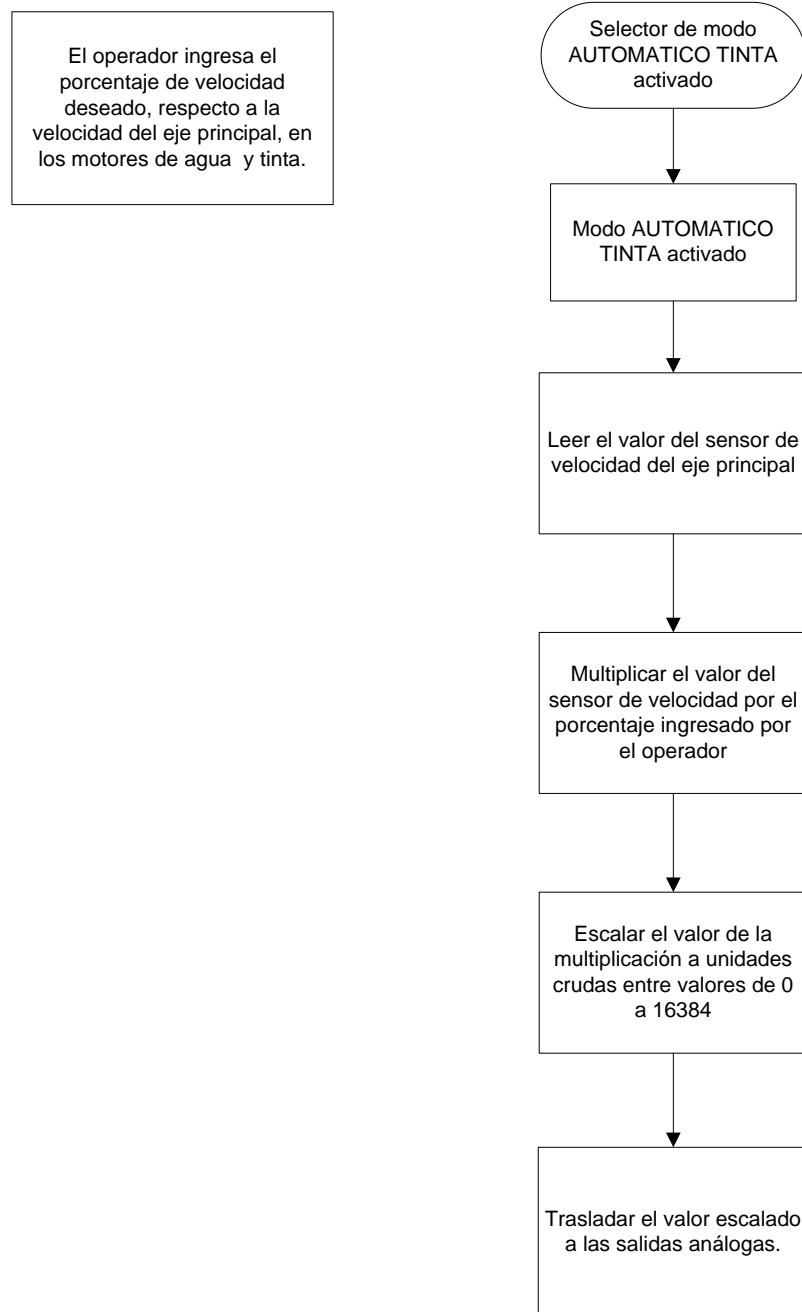 El operador ingresa el
porcentaje de velocidad
deseado, respecto a la
velocidad del eje principal, en
los motores de agua  y tinta.
Selector de modo
AUTOMATICO TINTA
activado
Modo AUTOMATICO
TINTA activado
Leer el valor del sensor de
velocidad del eje principal
Multiplicar el valor del
sensor de velocidad por el
porcentaje ingresado por
el operador
Escalar el valor de la
multiplicación a unidades
crudas entre valores de 0
a 16384
Trasladar el valor escalado
a las salidas análogas.